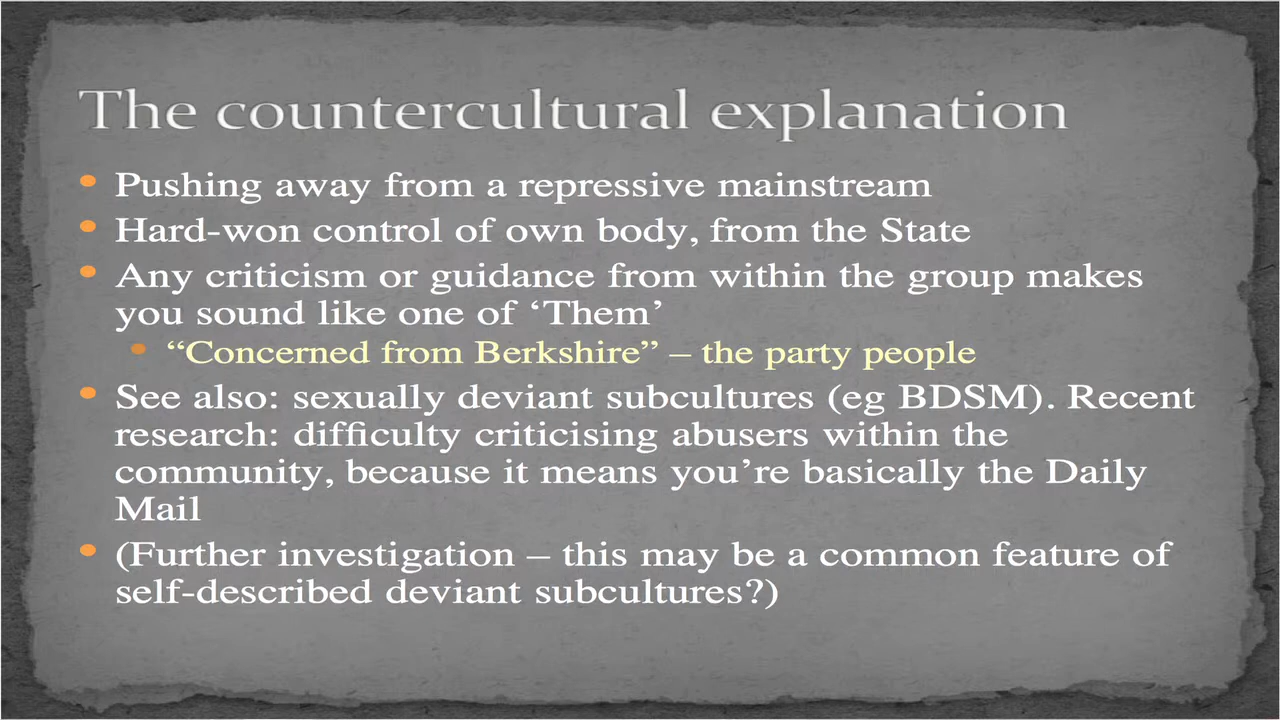 The countercultural explanation
• Pushing away from a repressive mainstream
• Hard-won control of own body, from the State
• Any criticism or guidance from within the group makes
you sound like one of ‘Them’
• “Concerned from Berkshire” – the party people
• See also: sexually deviant subcultures (eg BDSM). Recent
research: difficulty criticising abusers within the
community, because it means you’re basically the Daily
Mail
• (Further investigation – this may be a common feature of
self-described deviant subcultures?)